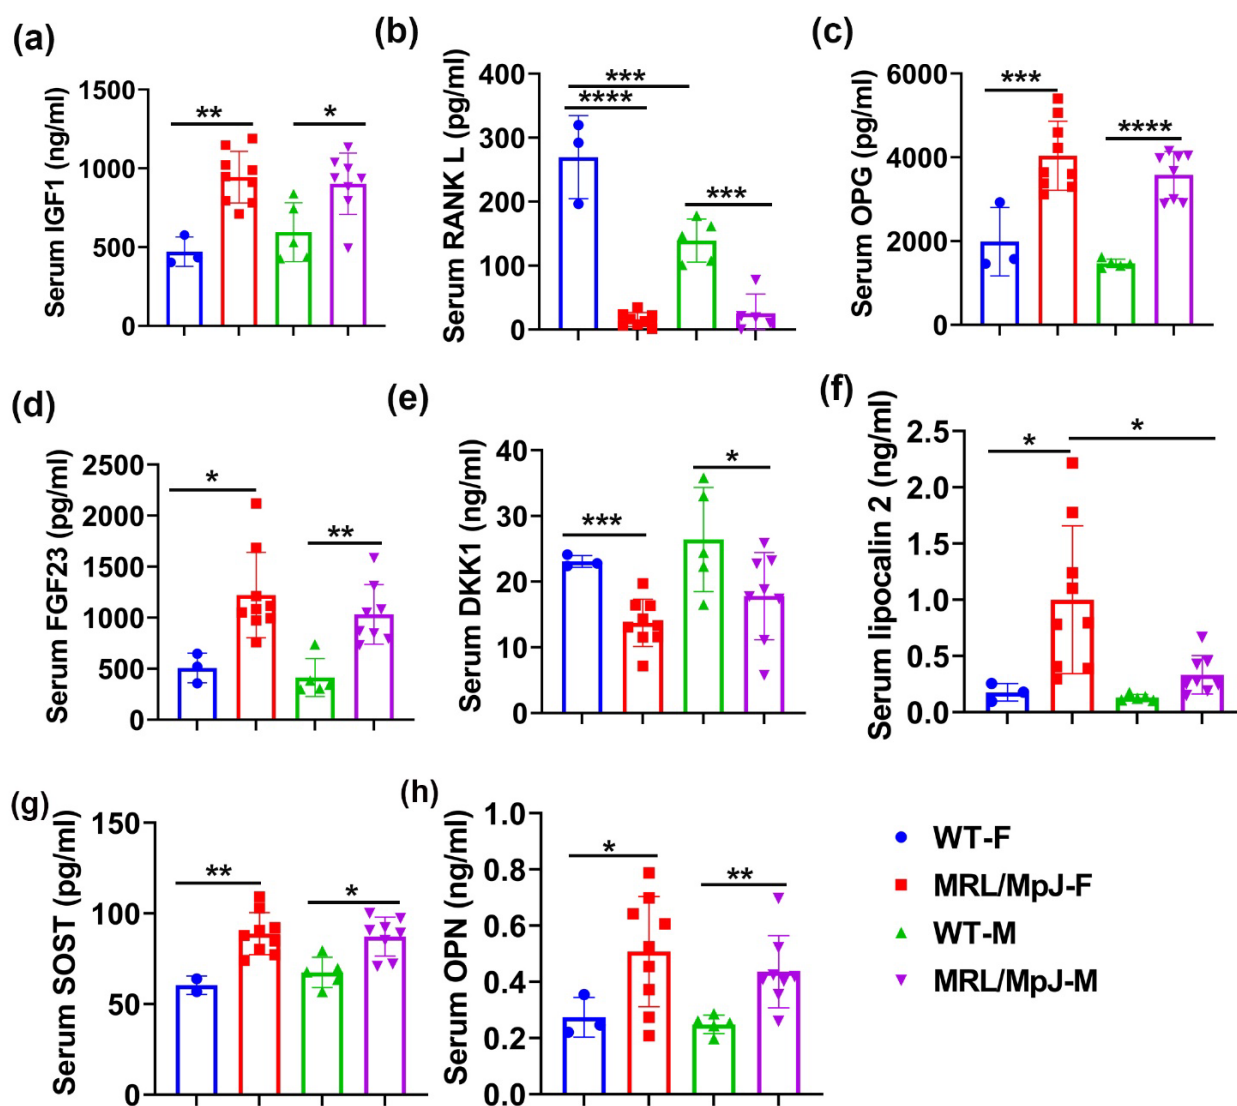 (a)
Serum IGF1 (ng/ml)
1500
1000
500
0
**
*
(b)
Serum RANK L (pg/ml)
400
300
200
100
0
***
****
***
(c)
Serum OPG (pg/ml)
6000
4000
2000
0
***
****
(d)
Serum FGF23 (pg/ml)
2500
2000
1500
1000
500
0
*
**
(e)
Serum DKK1 (ng/ml)
40
30
20
10
0
***
*
(f)
Serum lipocalin 2 (ng/ml)
2.5
2.0
1.5
1.0
0.5
0.0
*
*
(g)
Serum SOST (pg/ml)
150
100
50
0
**
*
(h)
Serum OPN (ng/ml)
1.0
0.8
0.6
0.4
0.2
0.0
*
**
WT-F
MRL/MpJ-F
WT-M
MRL/MpJ-M